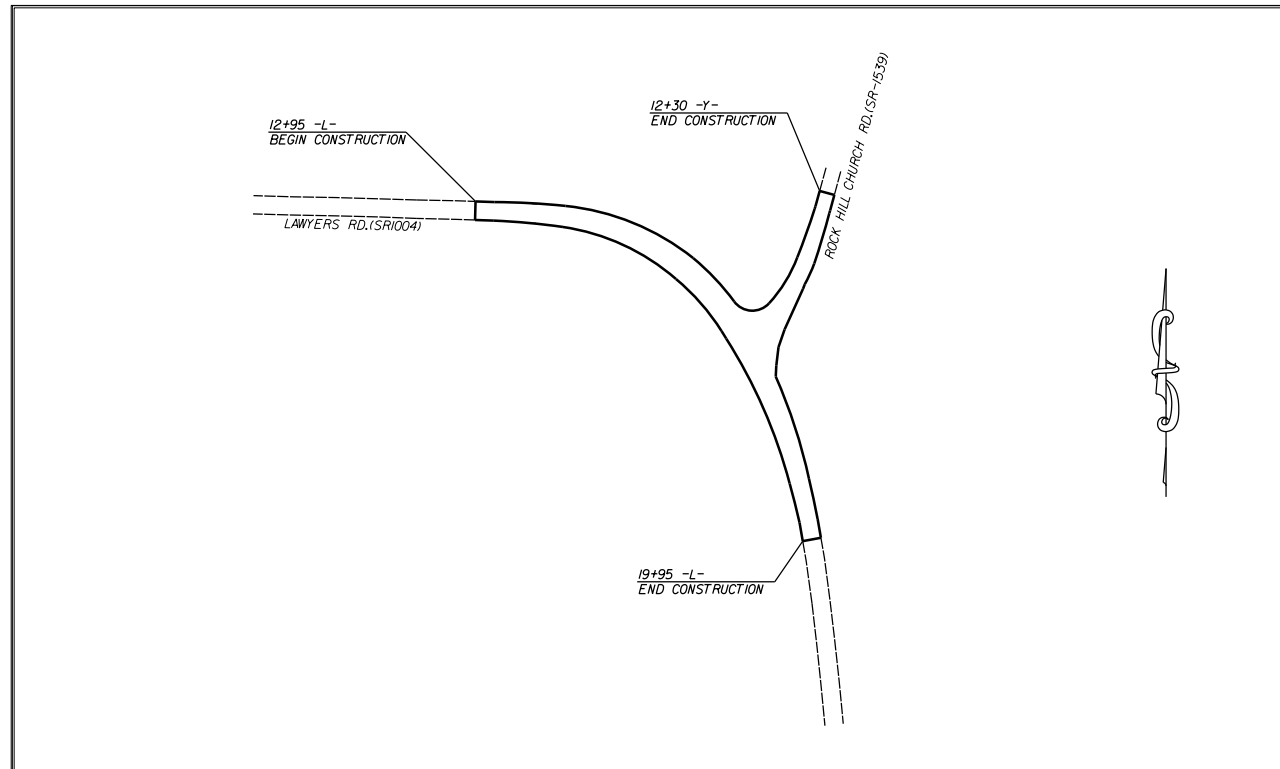 12+95 -L-
BEGIN CONSTRUCTION
12+30 -Y-
END CONSTRUCTION
ROCK HILL CHURCH RD.(SR-1539)
LAWYERS RD.(SR1004)
19+95 -L-
END CONSTRUCTION